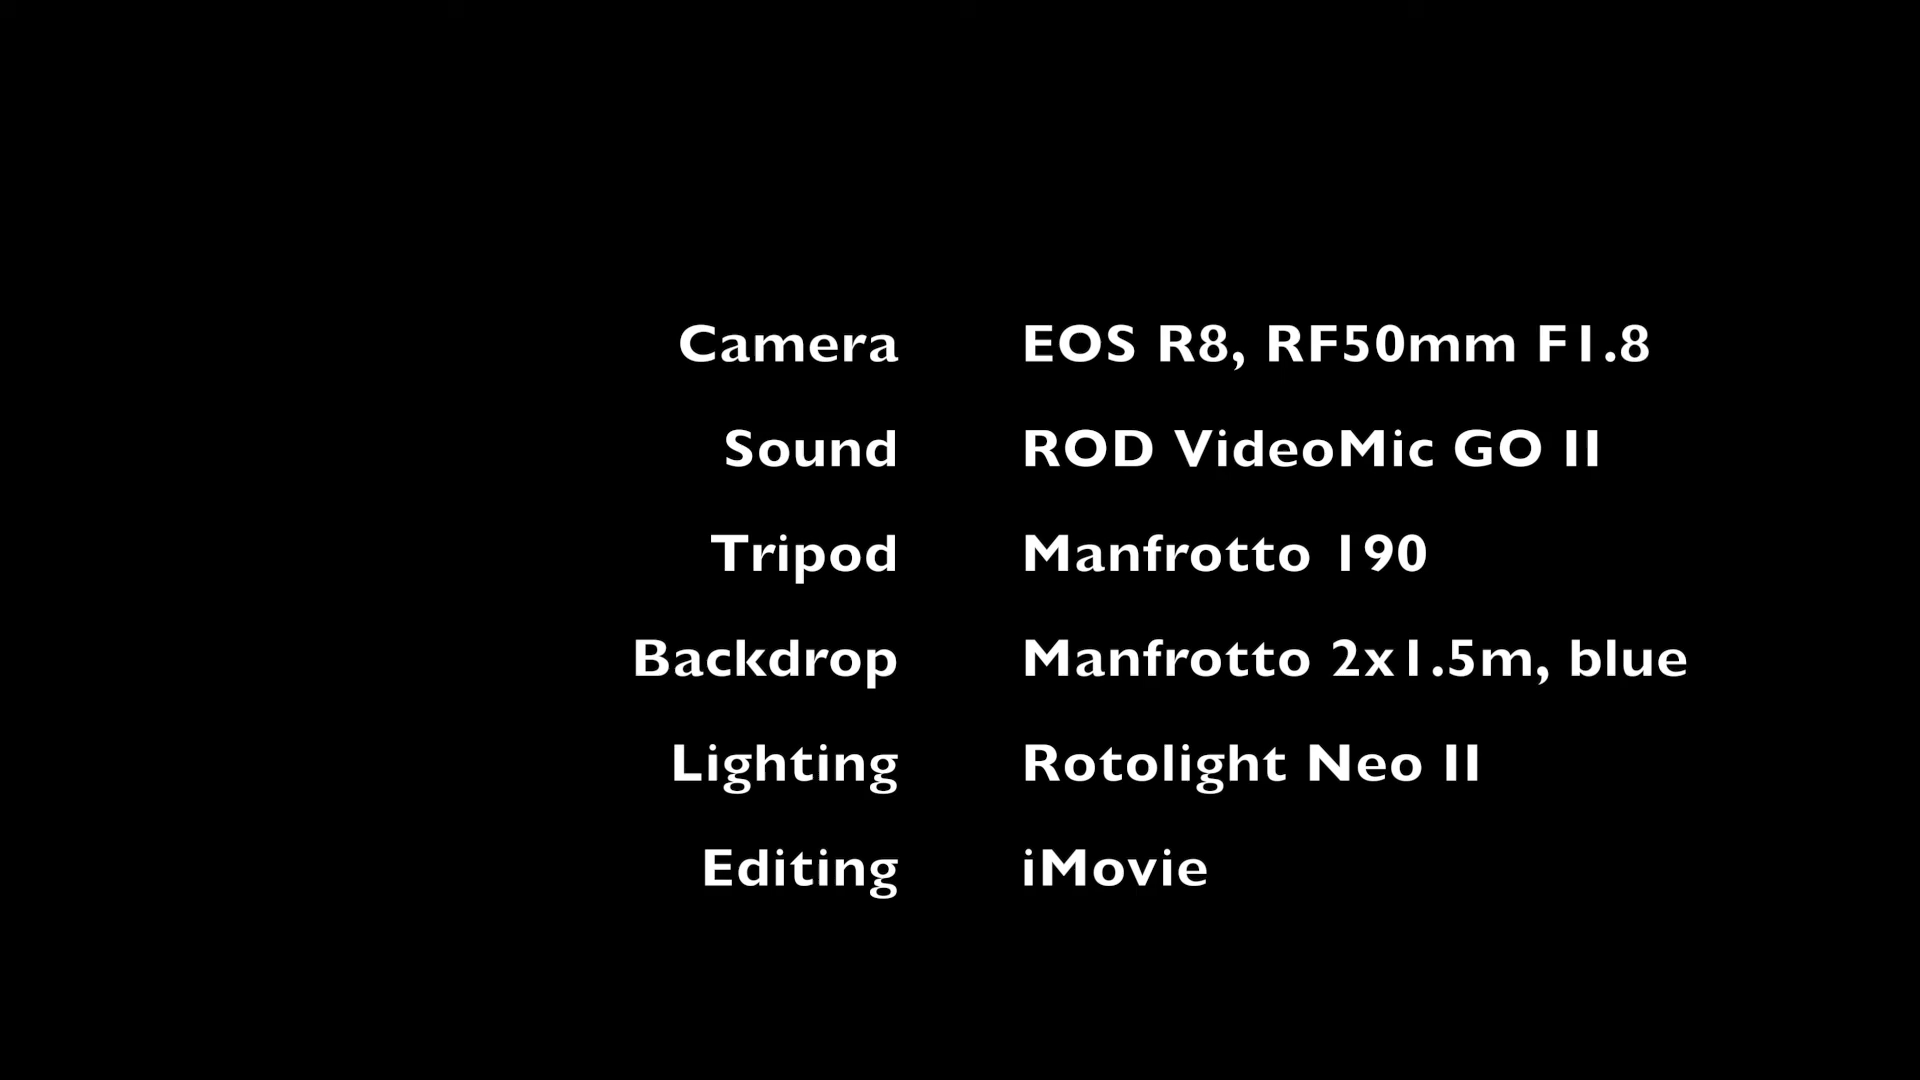 Camera EOS R8, RF50mm F1.8
Sound ROD VideoMic GO II
Tripod Manfrotto 190
Backdrop Manfrotto 2x1.5m, blue
Lighting Rotolight Neo II
Editing iMovie